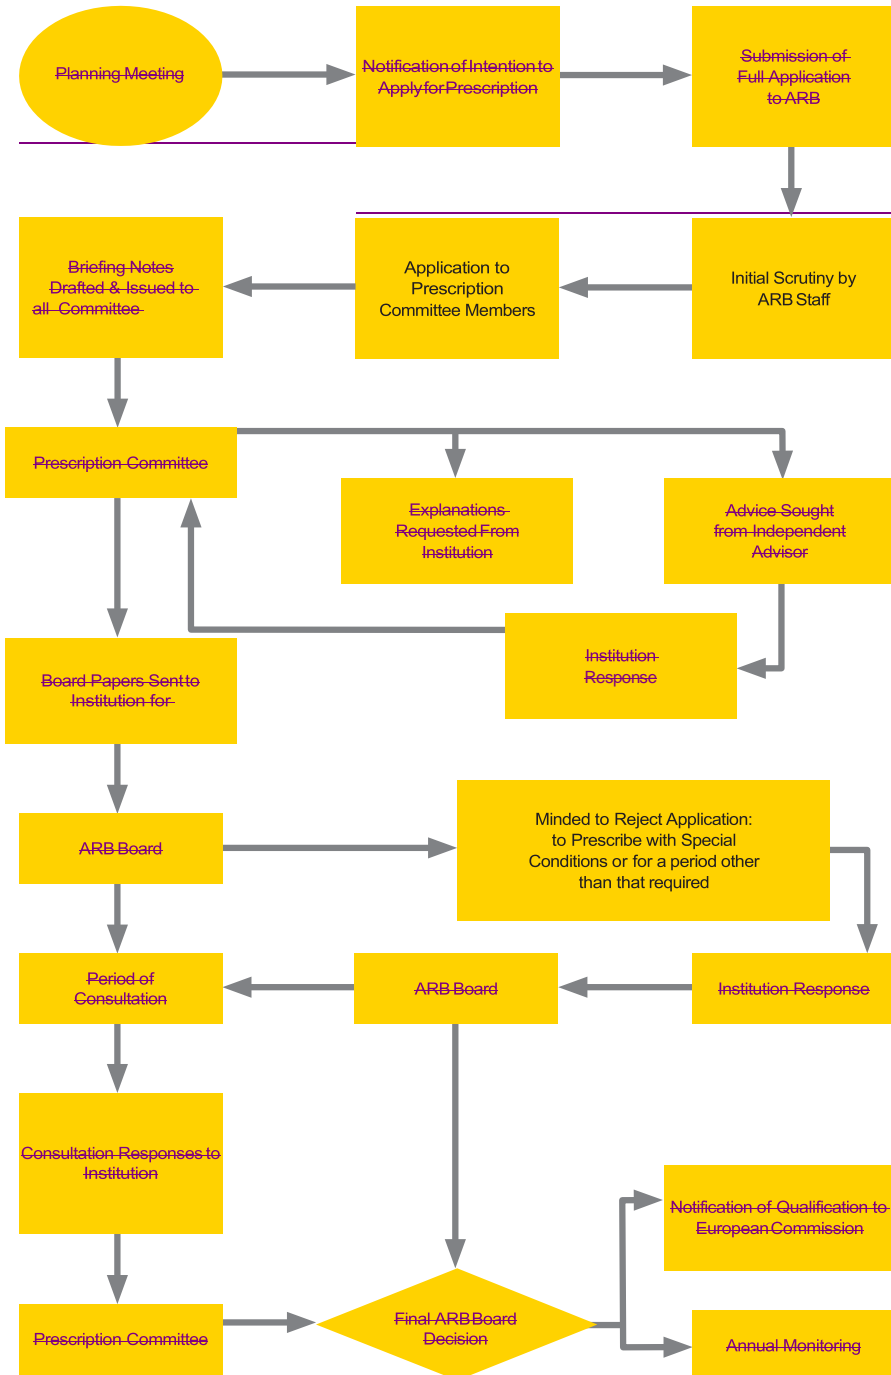 Planning Meeting
Notification of Intention to
Apply for Prescription
Submission of
Full Application
to ARB
Briefing Notes
Drafted & Issued to
all Committee
Application to
Prescription
Committee Members
Initial Scrutiny by
ARB Staff
Prescription Committee
Explanations
Requested From
Institution
Advice Sought
from Independent
Advisor
Institution
Response
Board Papers Sent to
Institution for
ARB Board
Minded to Reject Application:
to Prescribe with Special
Conditions or for a period other
than that required
Period of
Consultation
ARB Board
Institution Response
Consultation Responses to
Institution
Notification of Qualification to
European Commission
Prescription Committee
Final ARB Board
Decision
Annual Monitoring